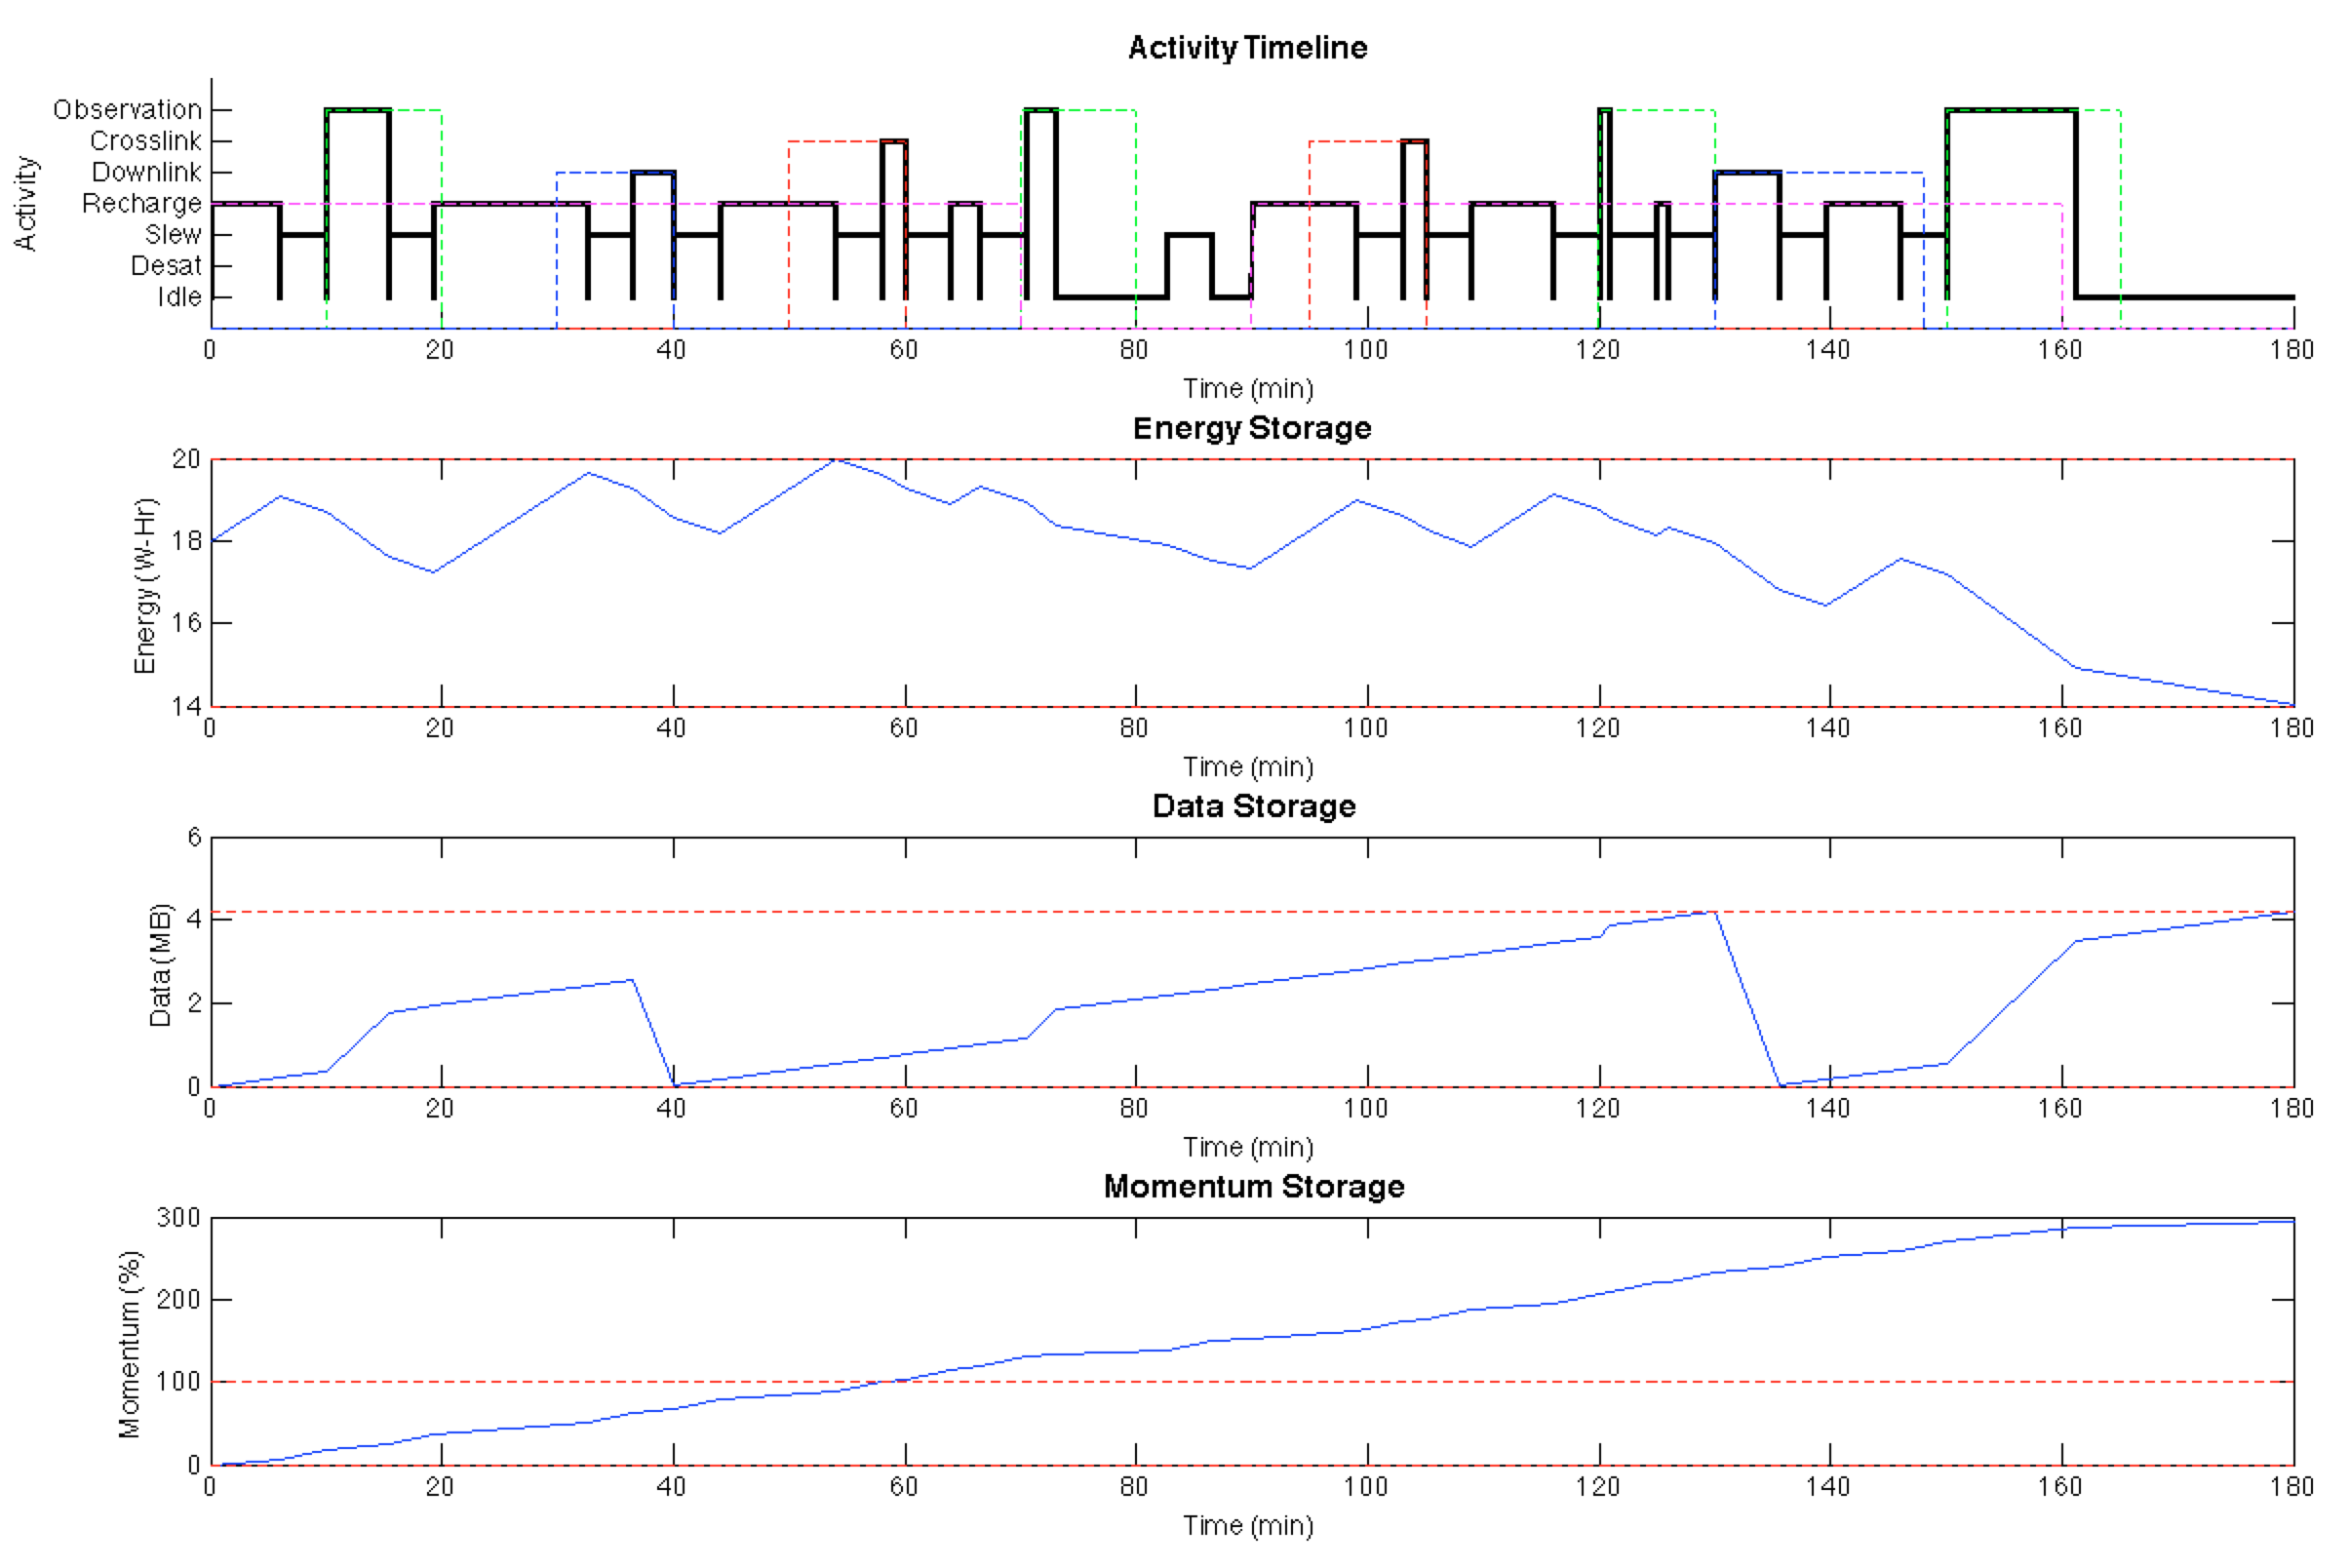 Activity Timeline
Activity
Observation
Crosslink
Downlink
Recharge
Slew
Desat
Idle
0 20 40 60 80 100 120 140 160 180
Time (min)
Energy Storage
Energy (W-Hr)
20
18
16
14
0 20 40 60 80 100 120 140 160 180
Time (min)
Data Storage
Data (MB)
6
4
2
0
0 20 40 60 80 100 120 140 160 180
Time (min)
Momentum Storage
Momentum (%)
300
200
100
0
0 20 40 60 80 100 120 140 160 180
Time (min)